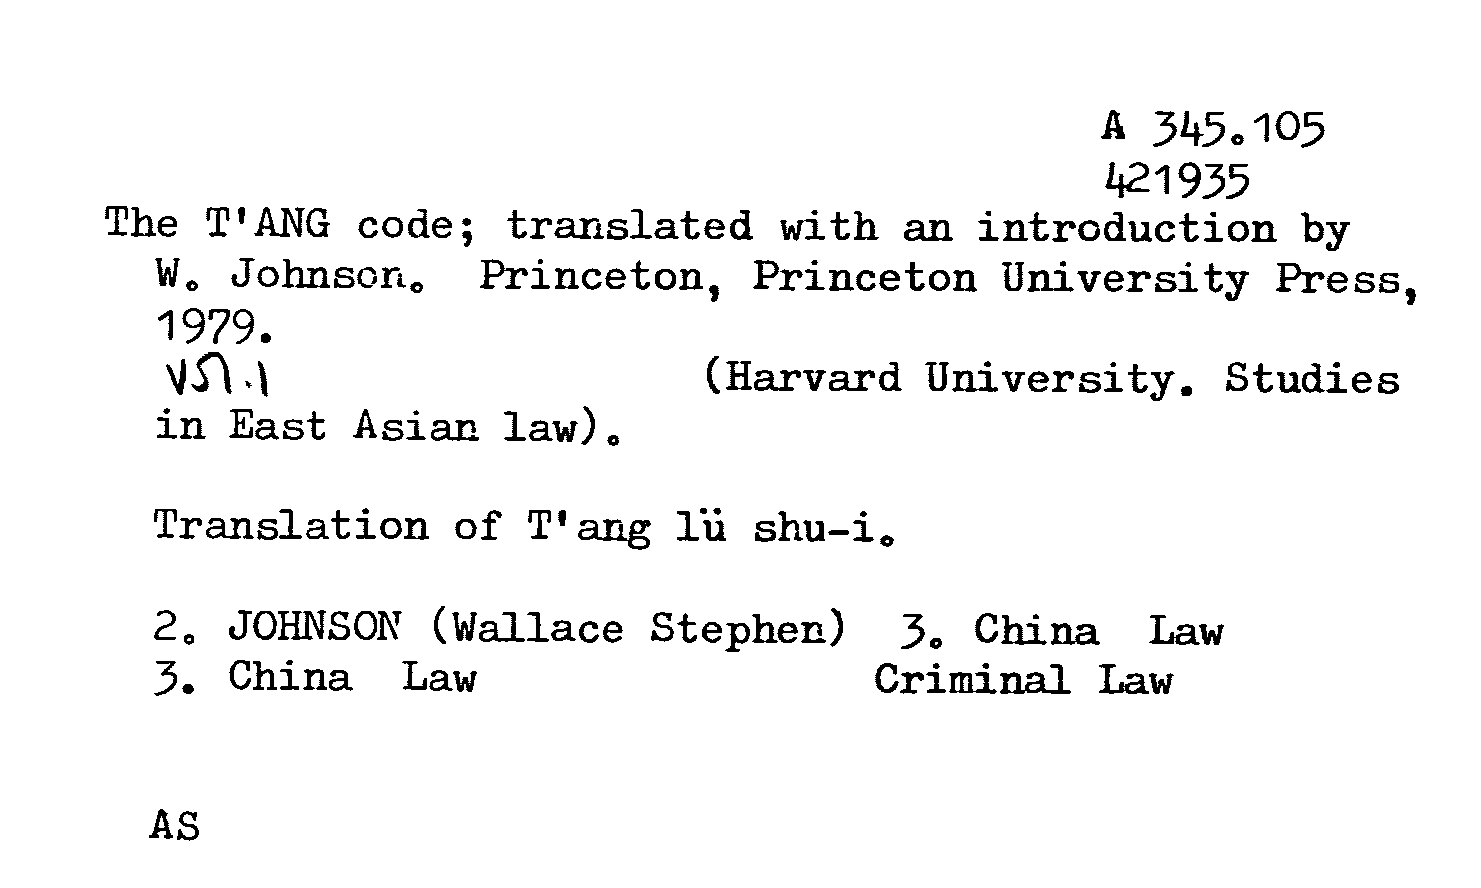 A 345.105
421935
The T'ANG code; translated with an introduction by
W. Johnson. Princeton, Princeton University Press,
1979.
(Harvard University. Studies
in East Asian law).
Translation of T'ang lü shu-i.
2. JOHNSON (Wallace Stephen) 3. China Law
3. China Law Criminal Law
AS